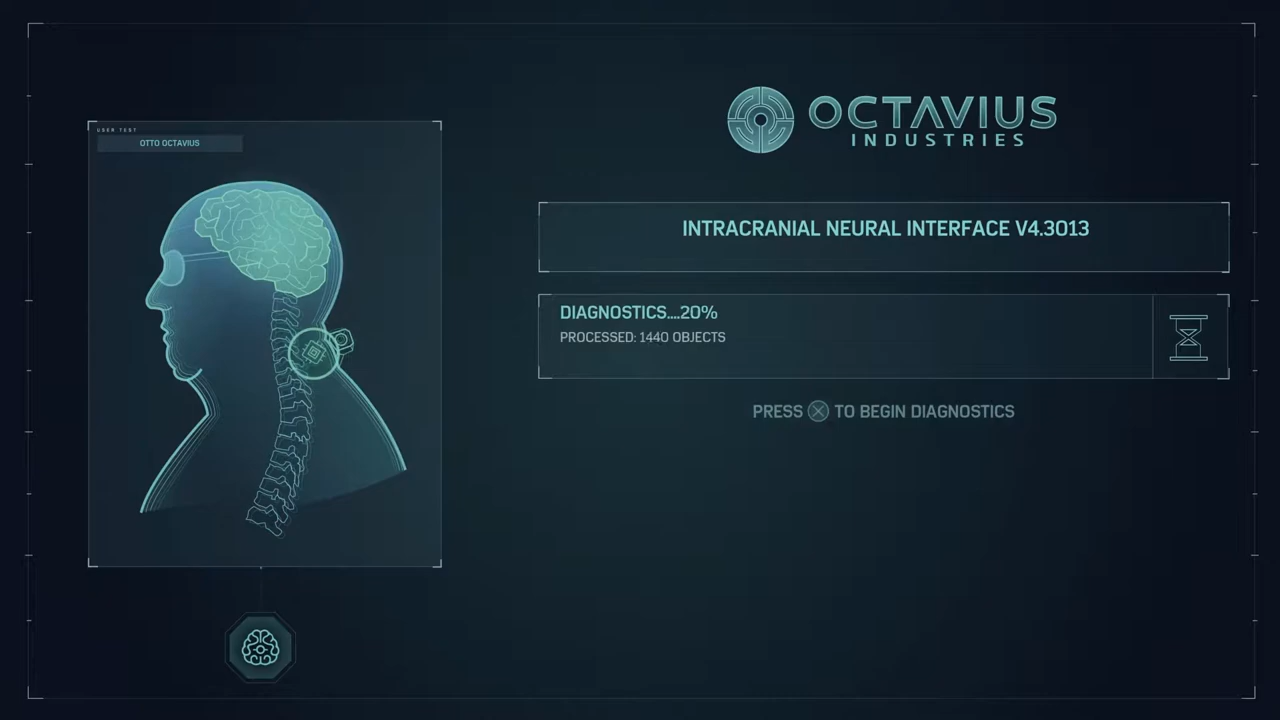 USER TEST
OTTO OCTAVIUS
OCTAVIUS
INDUSTRIES
INTRACRANIAL NEURAL INTERFACE V4.3013
DIAGNOSTICS....20%
PROCESSED: 1440 OBJECTS
PRESS ⓧ TO BEGIN DIAGNOSTICS